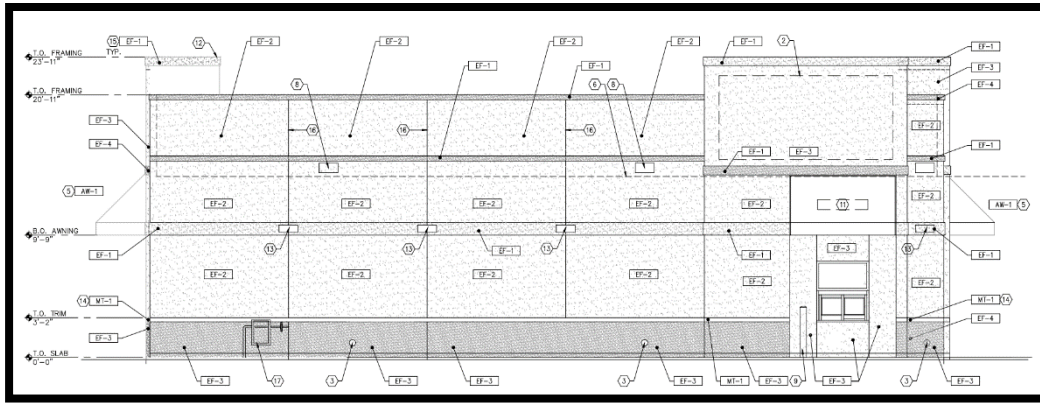 T.O. FRAMING
23'-11"
TYP.
15 EF-1
12
EF-2
EF-2
EF-2
EF-2
EF-1
2
EF-1
EF-3
EF-4
T.O. FRAMING
20'-11"
EF-1
EF-1
8
6
8
EF-3
16
16
16
EF-2
EF-4
EF-1
EF-3
EF-1
5 AW-1
EF-1
EF-2
EF-2
EF-2
EF-2
EF-2
11
EF-2
AW-1 5
B.O. AWNING
9'-9"
EF-1
13
13
EF-1
13
EF-1
EF-3
13
EF-1
EF-2
EF-2
EF-2
EF-2
EF-2
EF-2
14 MT-1
MT-1 14
T.O. TRIM
3'-2"
EF-3
EF-4
T.O. SLAB
0'-0"
EF-3
17
3
EF-3
EF-3
3
EF-3
MT-1
EF-3
9
EF-3
3
EF-3